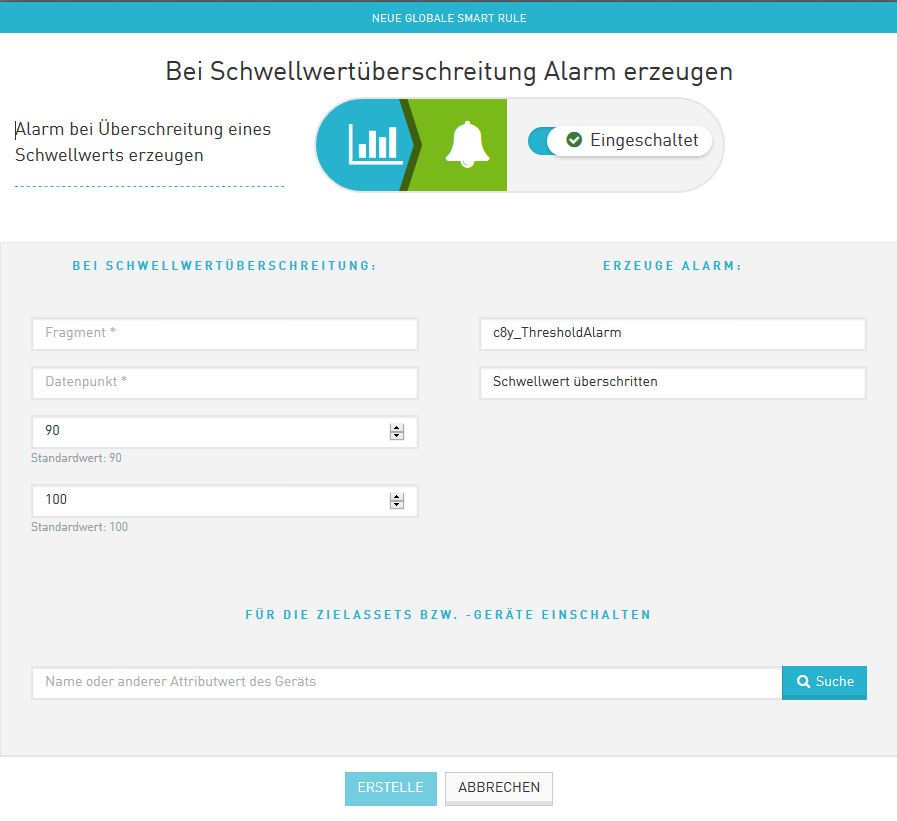 NEUE GLOBALE SMART RULE
Bei Schwellwertüberschreitung Alarm erzeugen
Alarm bei Überschreitung eines
Schwellwerts erzeugen
Eingeschaltet
BEI SCHWELLWERTÜBERSCHREITUNG:
ERZEUGE ALARM:
Fragment *
c8y_ThresholdAlarm
Datenpunkt *
Schwellwert überschritten
90
Standardwert: 90
100
Standardwert: 100
FÜR DIE ZIELASSETS BZW. -GERÄTE EINSCHALTEN
Name oder anderer Attributwert des Geräts
Suche
ERSTELLE
ABBRECHEN